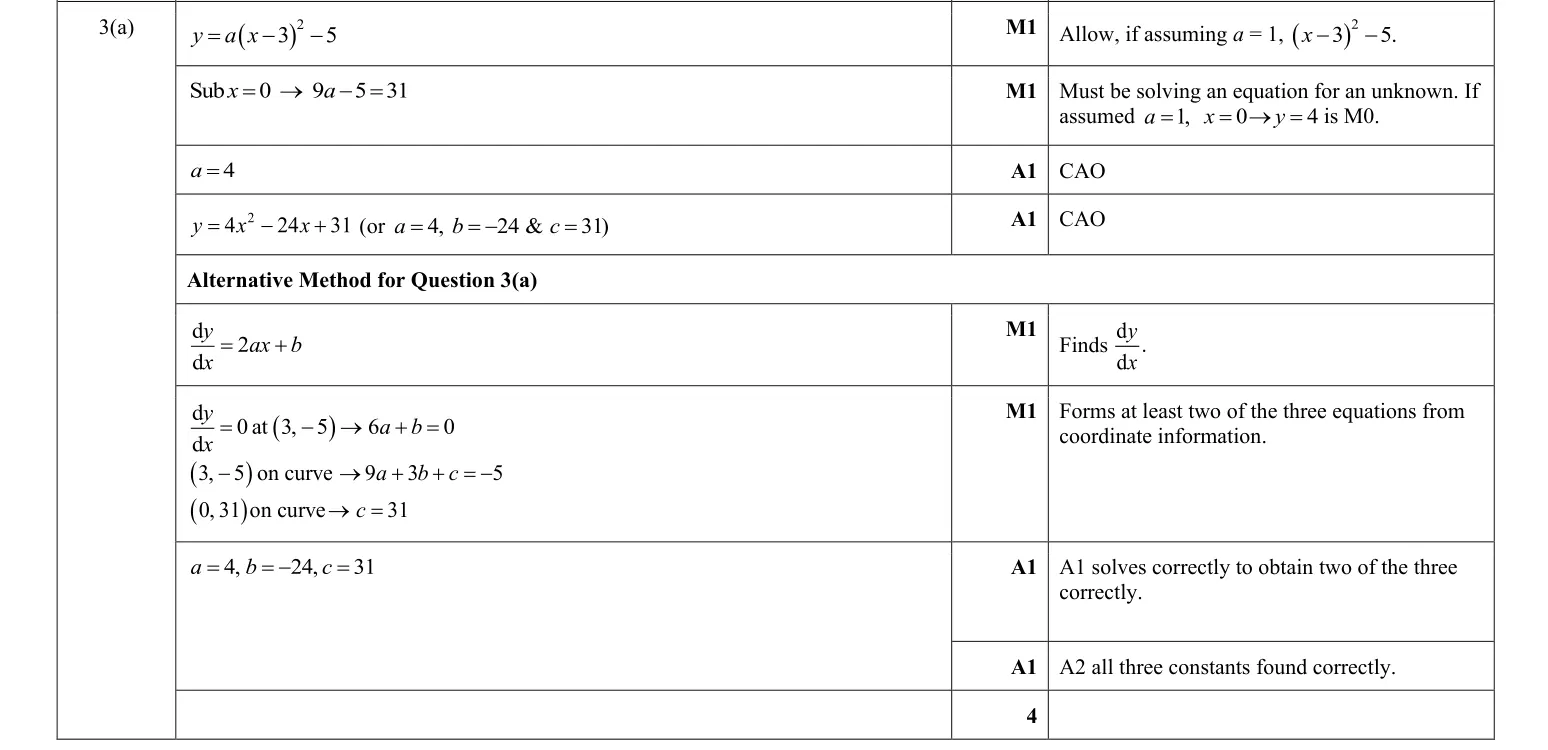 3(a)
y = a(x − 3)² − 5
M1
Allow, if assuming a = 1, (x − 3)² − 5.
Sub x = 0 → 9a − 5 = 31
M1
Must be solving an equation for an unknown. If
assumed a = 1, x = 0 → y = 4 is M0.
a = 4
A1
CAO
y = 4x² − 24x + 31 (or a = 4, b = −24 & c = 31)
A1
CAO
Alternative Method for Question 3(a)
dy/dx = 2ax + b
M1
Finds dy/dx.
dy/dx = 0 at (3, − 5) → 6a + b = 0
(3, − 5) on curve → 9a + 3b + c = −5
(0, 31) on curve → c = 31
M1
Forms at least two of the three equations from
coordinate information.
a = 4, b = −24, c = 31
A1
A1 solves correctly to obtain two of the three
correctly.
A1
A2 all three constants found correctly.
4